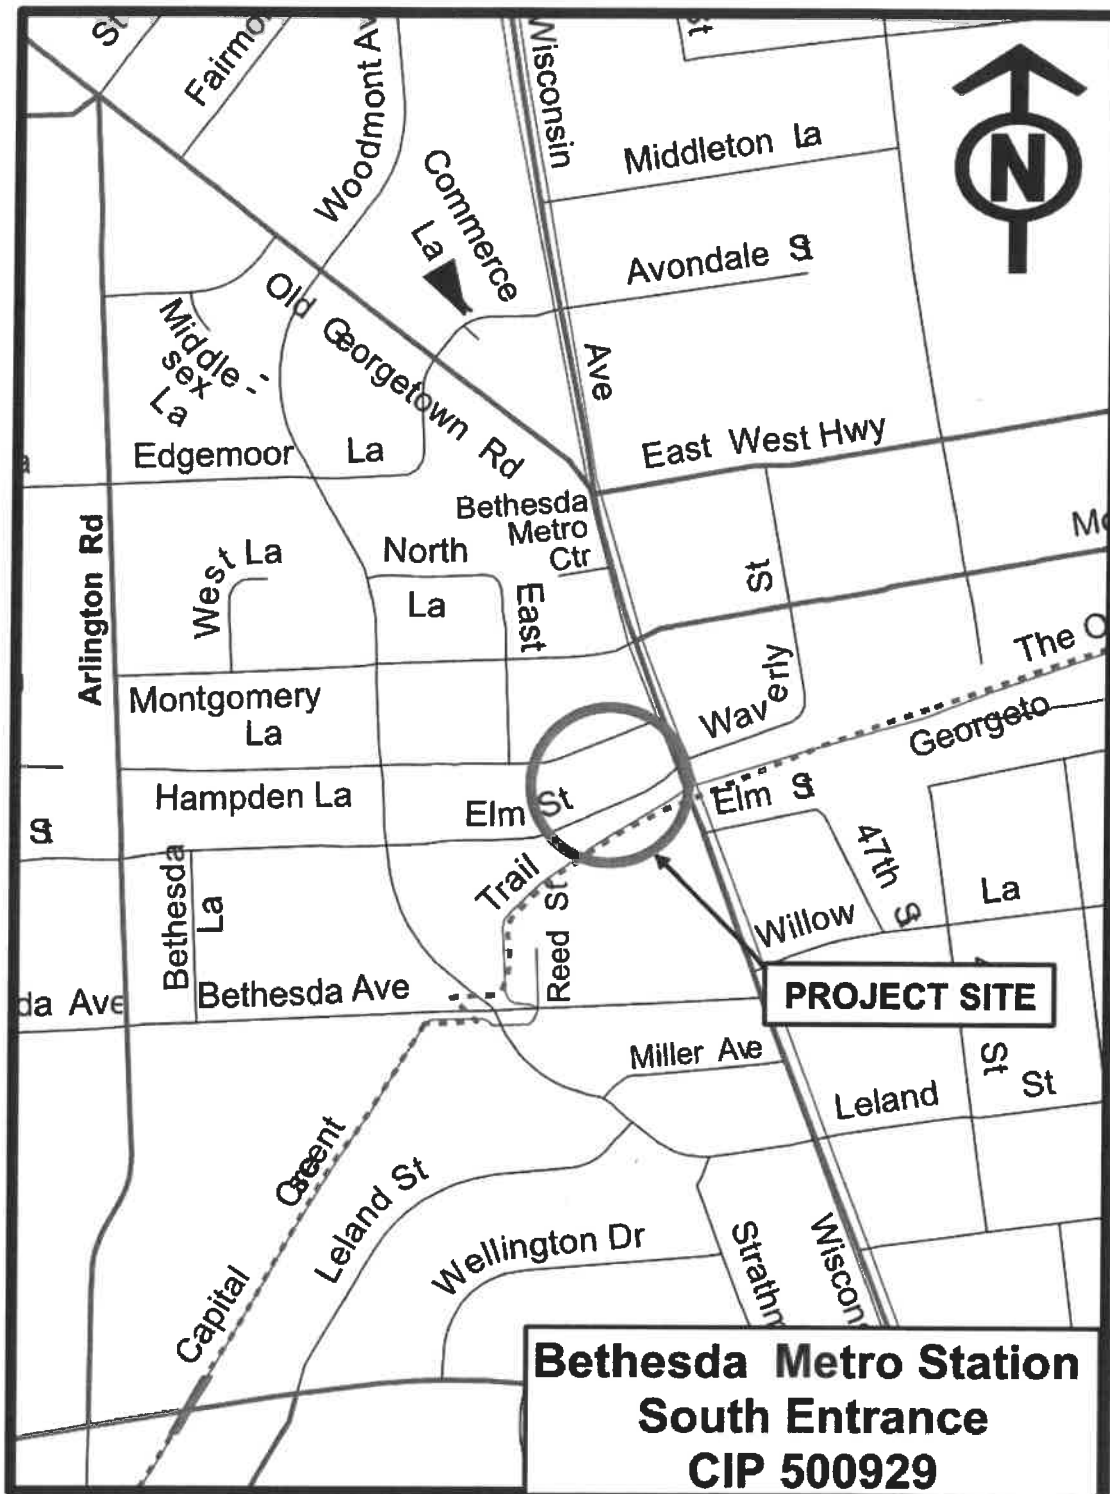 St
Fairmo
Woodmont Av
Wisconsin
St
Middleton La
N
Commerce
La
Avondale St
Old Georgetown Rd
Middle-
sex
La
Ave
East West Hwy
Edgemoor La
Bethesda
Metro
Ctr
Arlington Rd
West La
North
La
East
St
Waverly
The O
Georgeto
Montgomery
La
Hampden La
Elm St
Elm St
St
47th St
Bethesda
La
Trail
Reed St
Willow La
da Ave
Bethesda Ave
PROJECT SITE
Miller Ave
St
Leland St
Capital Crescent
Leland St
Wellington Dr
Strathm
Wiscon
Bethesda Metro Station
South Entrance
CIP 500929